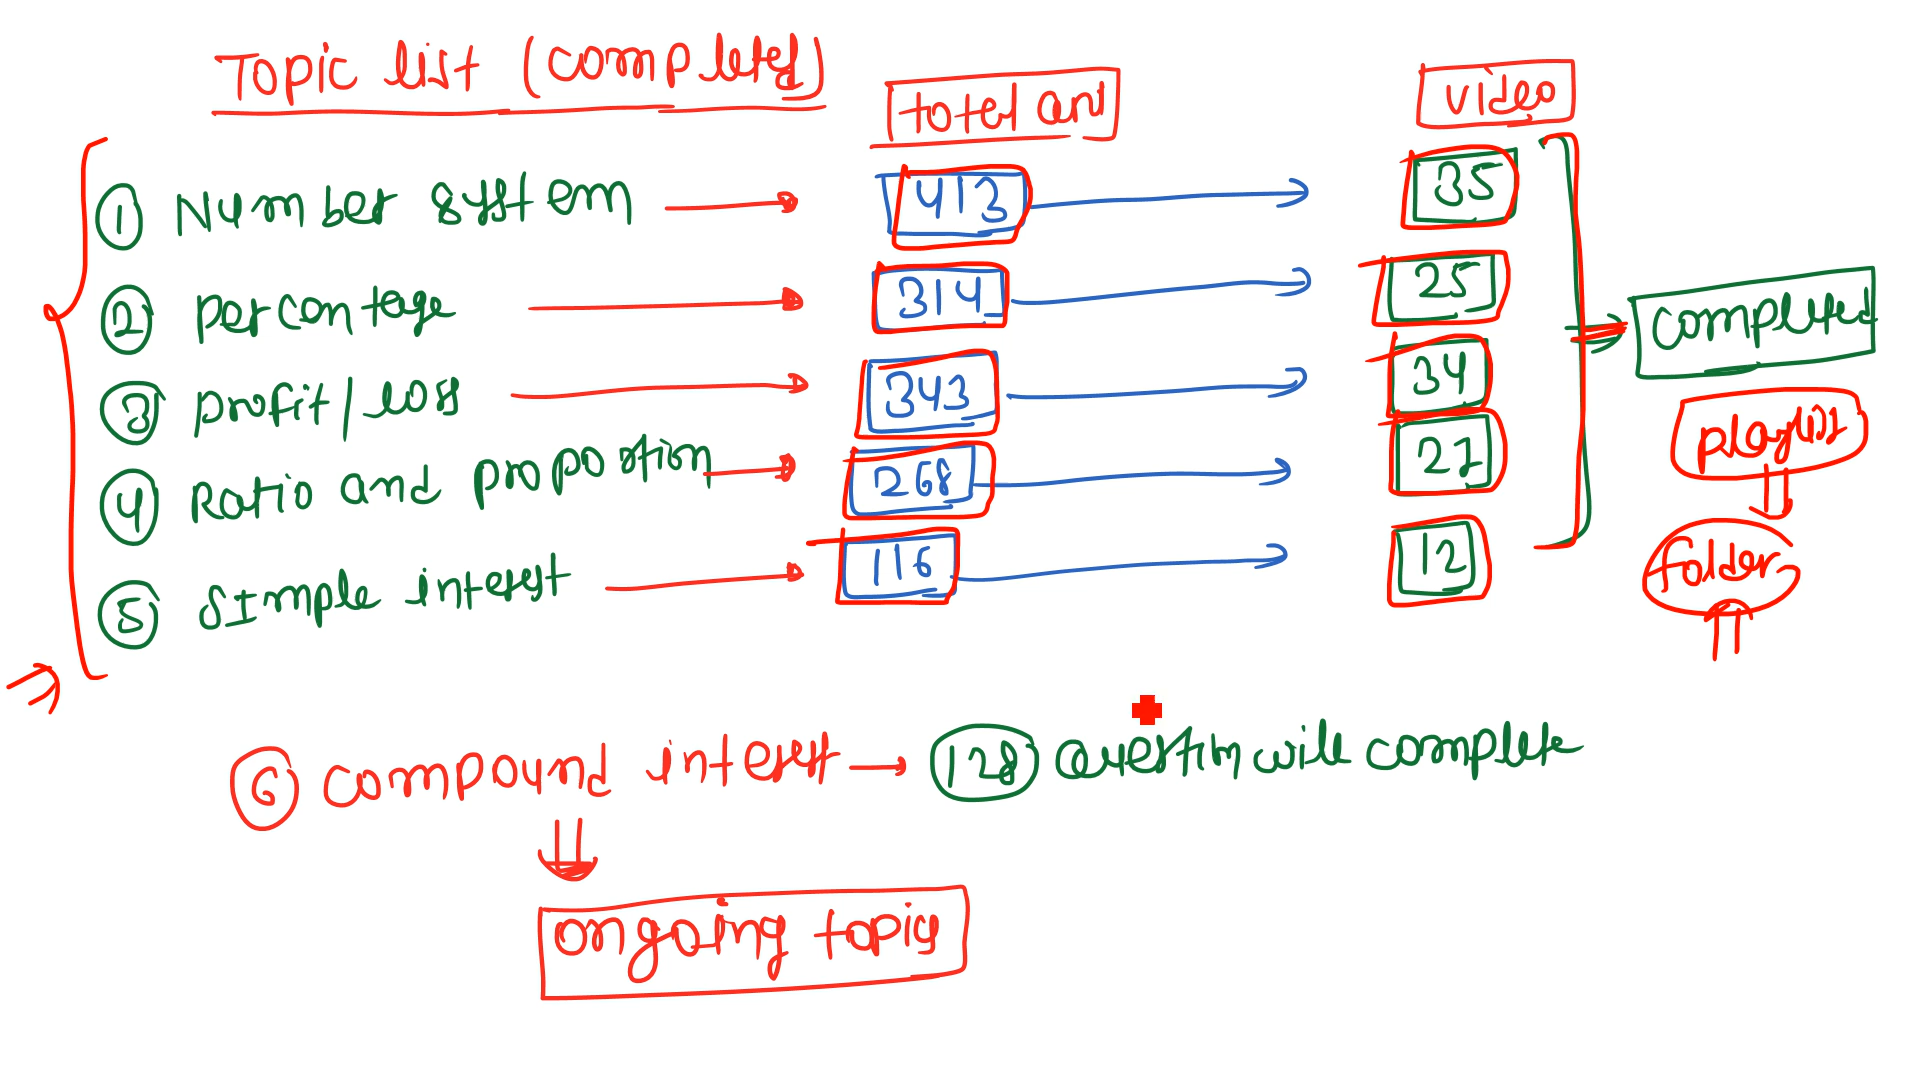 Topic list (completed)
total qns
video
1 Number system 413 35
2 percentage 314 25
3 profit/loss 343 34
4 Ratio and proportion 268 21
5 Simple interest 116 12
completed
playlist
folder
6 compound interest 128 question will complete
ongoing topic